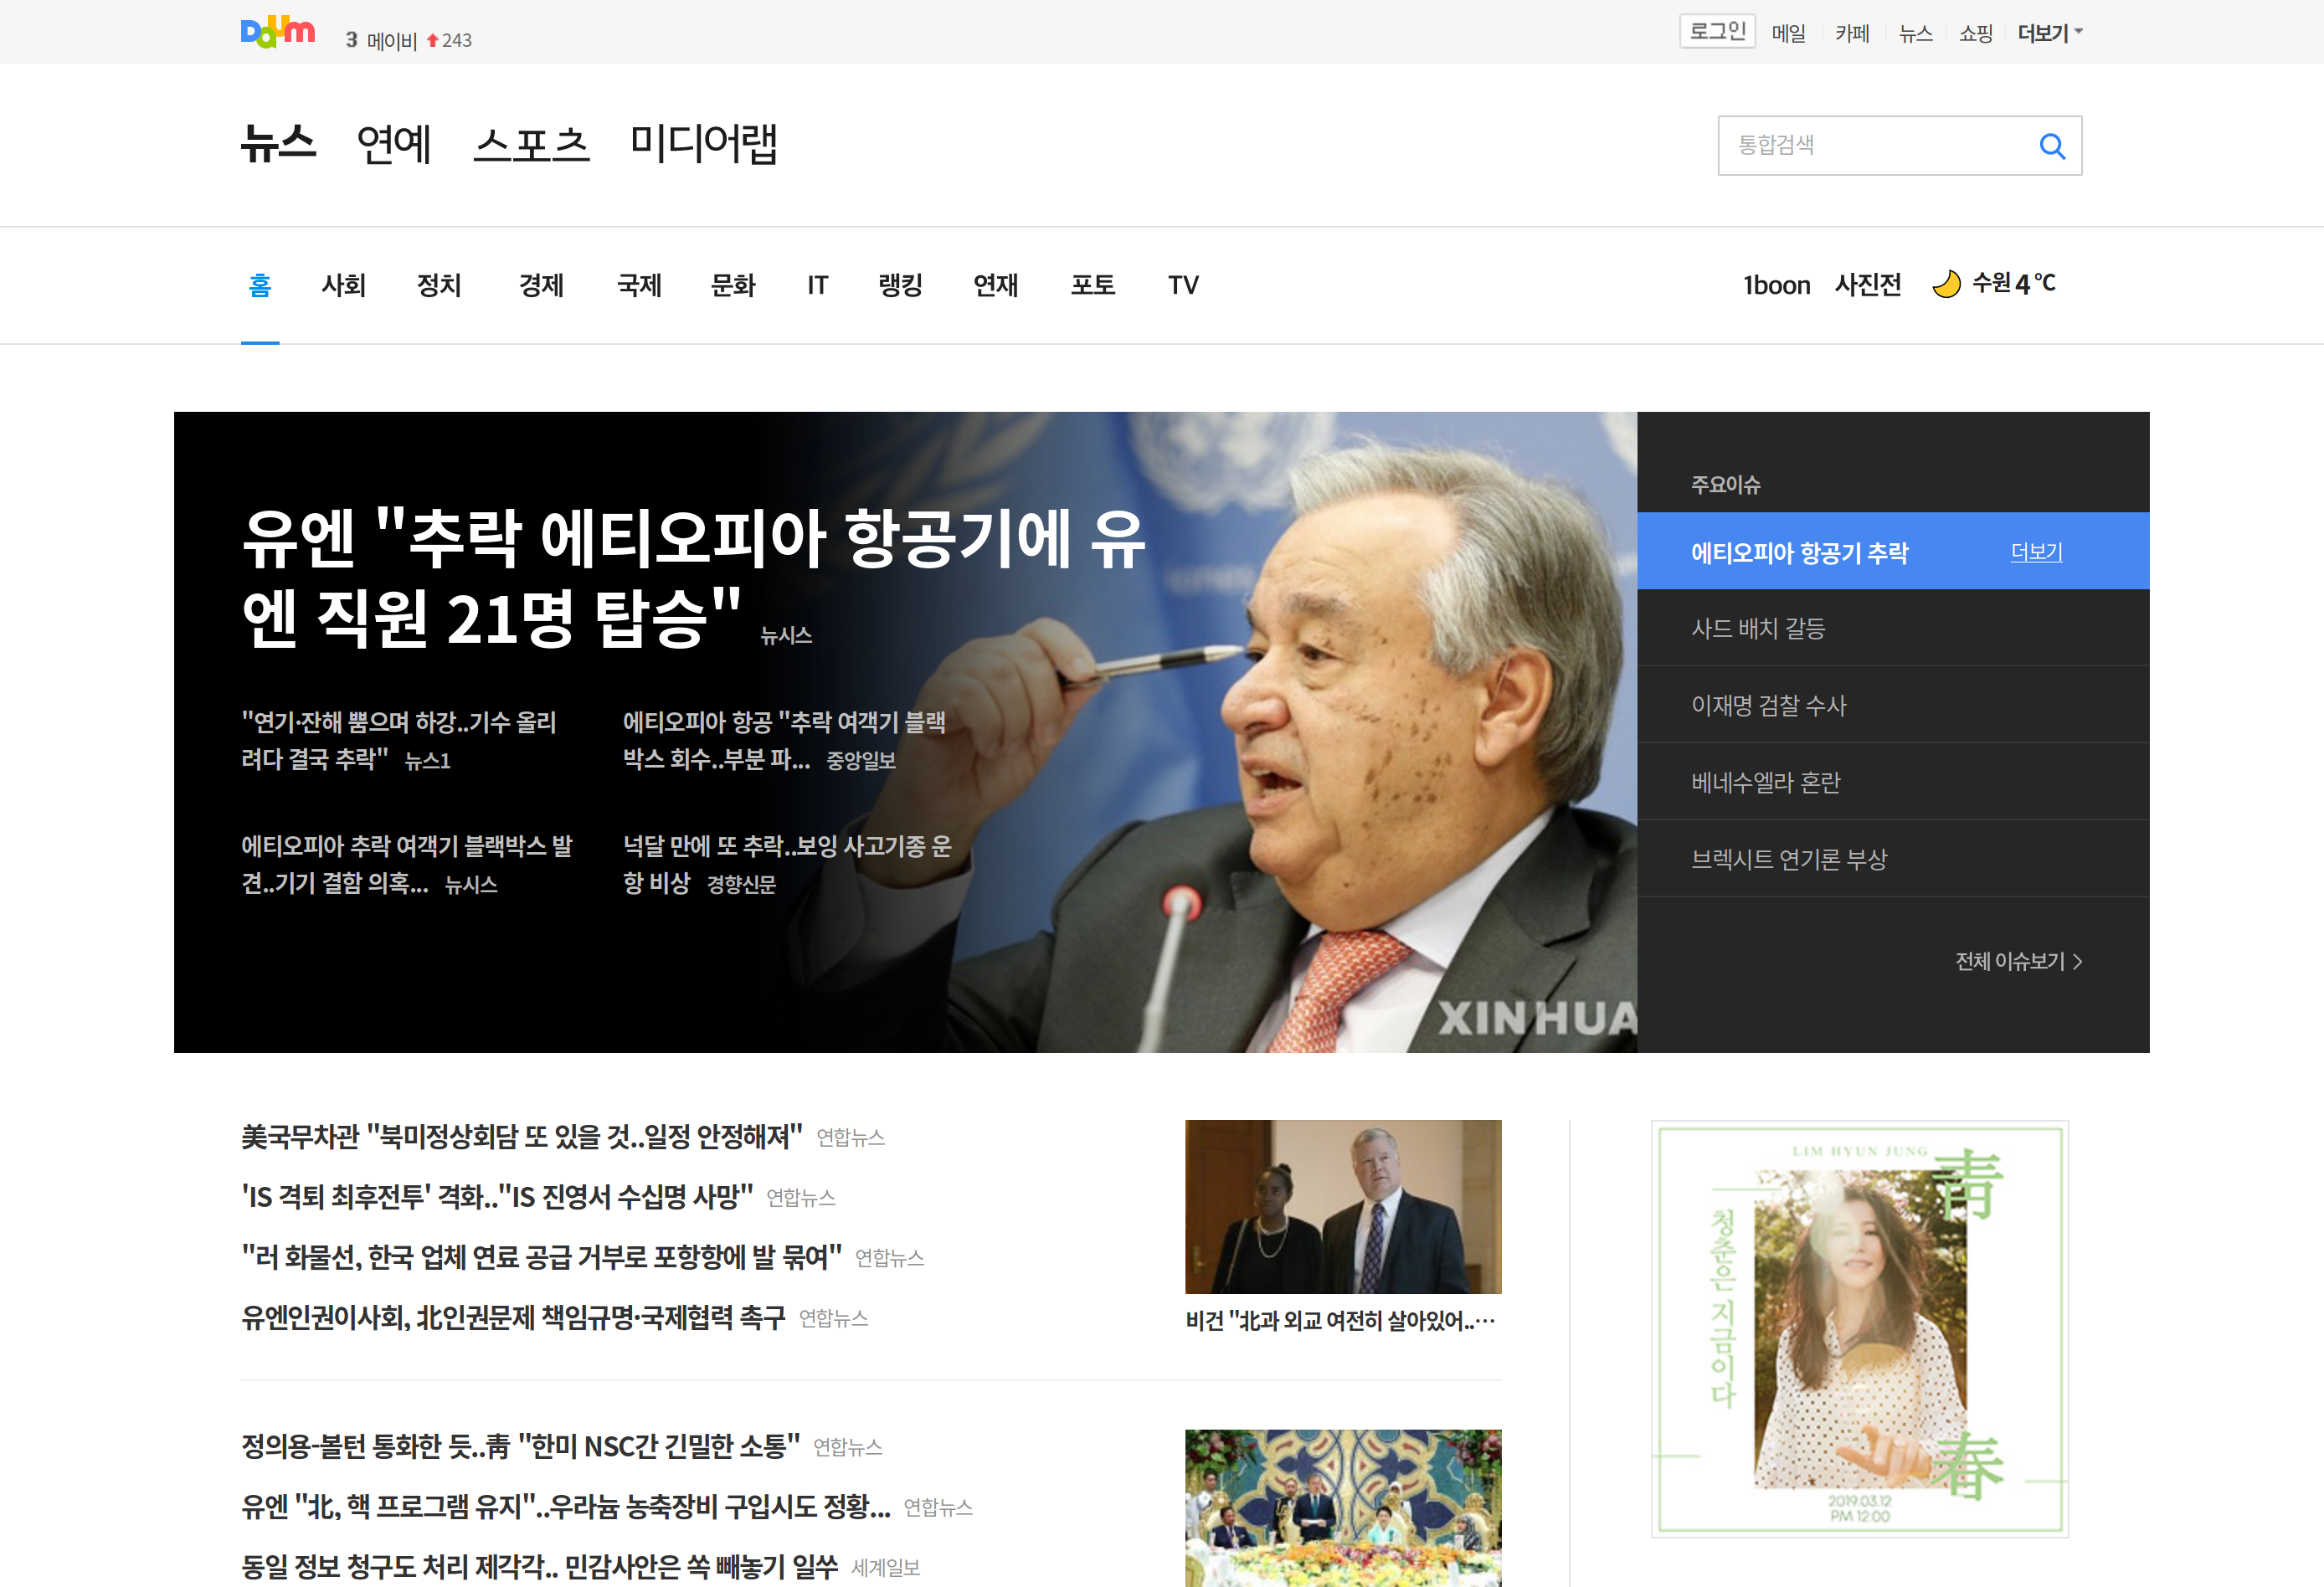 Daum
3 메이비 243
로그인 메일 카페 뉴스 쇼핑 더보기
뉴스 연예 스포츠 미디어랩
통합검색
홈 사회 정치 경제 국제 문화 IT 랭킹 연재 포토 TV
1boon 사진전 수원 4 ℃
유엔 "추락 에티오피아 항공기에 유
엔 직원 21명 탑승" 뉴시스
"연기·잔해 뿜으며 하강..기수 올리
려다 결국 추락" 뉴스1
에티오피아 항공 "추락 여객기 블랙
박스 회수..부분 파... 중앙일보
에티오피아 추락 여객기 블랙박스 발
견..기기 결함 의혹... 뉴시스
넉달 만에 또 추락..보잉 사고기종 운
항 비상 경향신문
XINHUA
주요이슈
에티오피아 항공기 추락 더보기
사드 배치 갈등
이재명 검찰 수사
베네수엘라 혼란
브렉시트 연기론 부상
전체 이슈보기
美국무차관 "북미정상회담 또 있을 것..일정 안정해져" 연합뉴스
'IS 격퇴 최후전투' 격화.."IS 진영서 수십명 사망" 연합뉴스
"러 화물선, 한국 업체 연료 공급 거부로 포항항에 발 묶여" 연합뉴스
유엔인권이사회, 北인권문제 책임규명·국제협력 촉구 연합뉴스
비건 "北과 외교 여전히 살아있어..…
정의용-볼턴 통화한 듯..靑 "한미 NSC간 긴밀한 소통" 연합뉴스
유엔 "北, 핵 프로그램 유지"..우라늄 농축장비 구입시도 정황... 연합뉴스
동일 정보 청구도 처리 제각각.. 민감사안은 쏙 빼놓기 일쑤 세계일보
LIM HYUN JUNG
靑
청춘은 지금이다
春
2019.03.12
PM 12:00